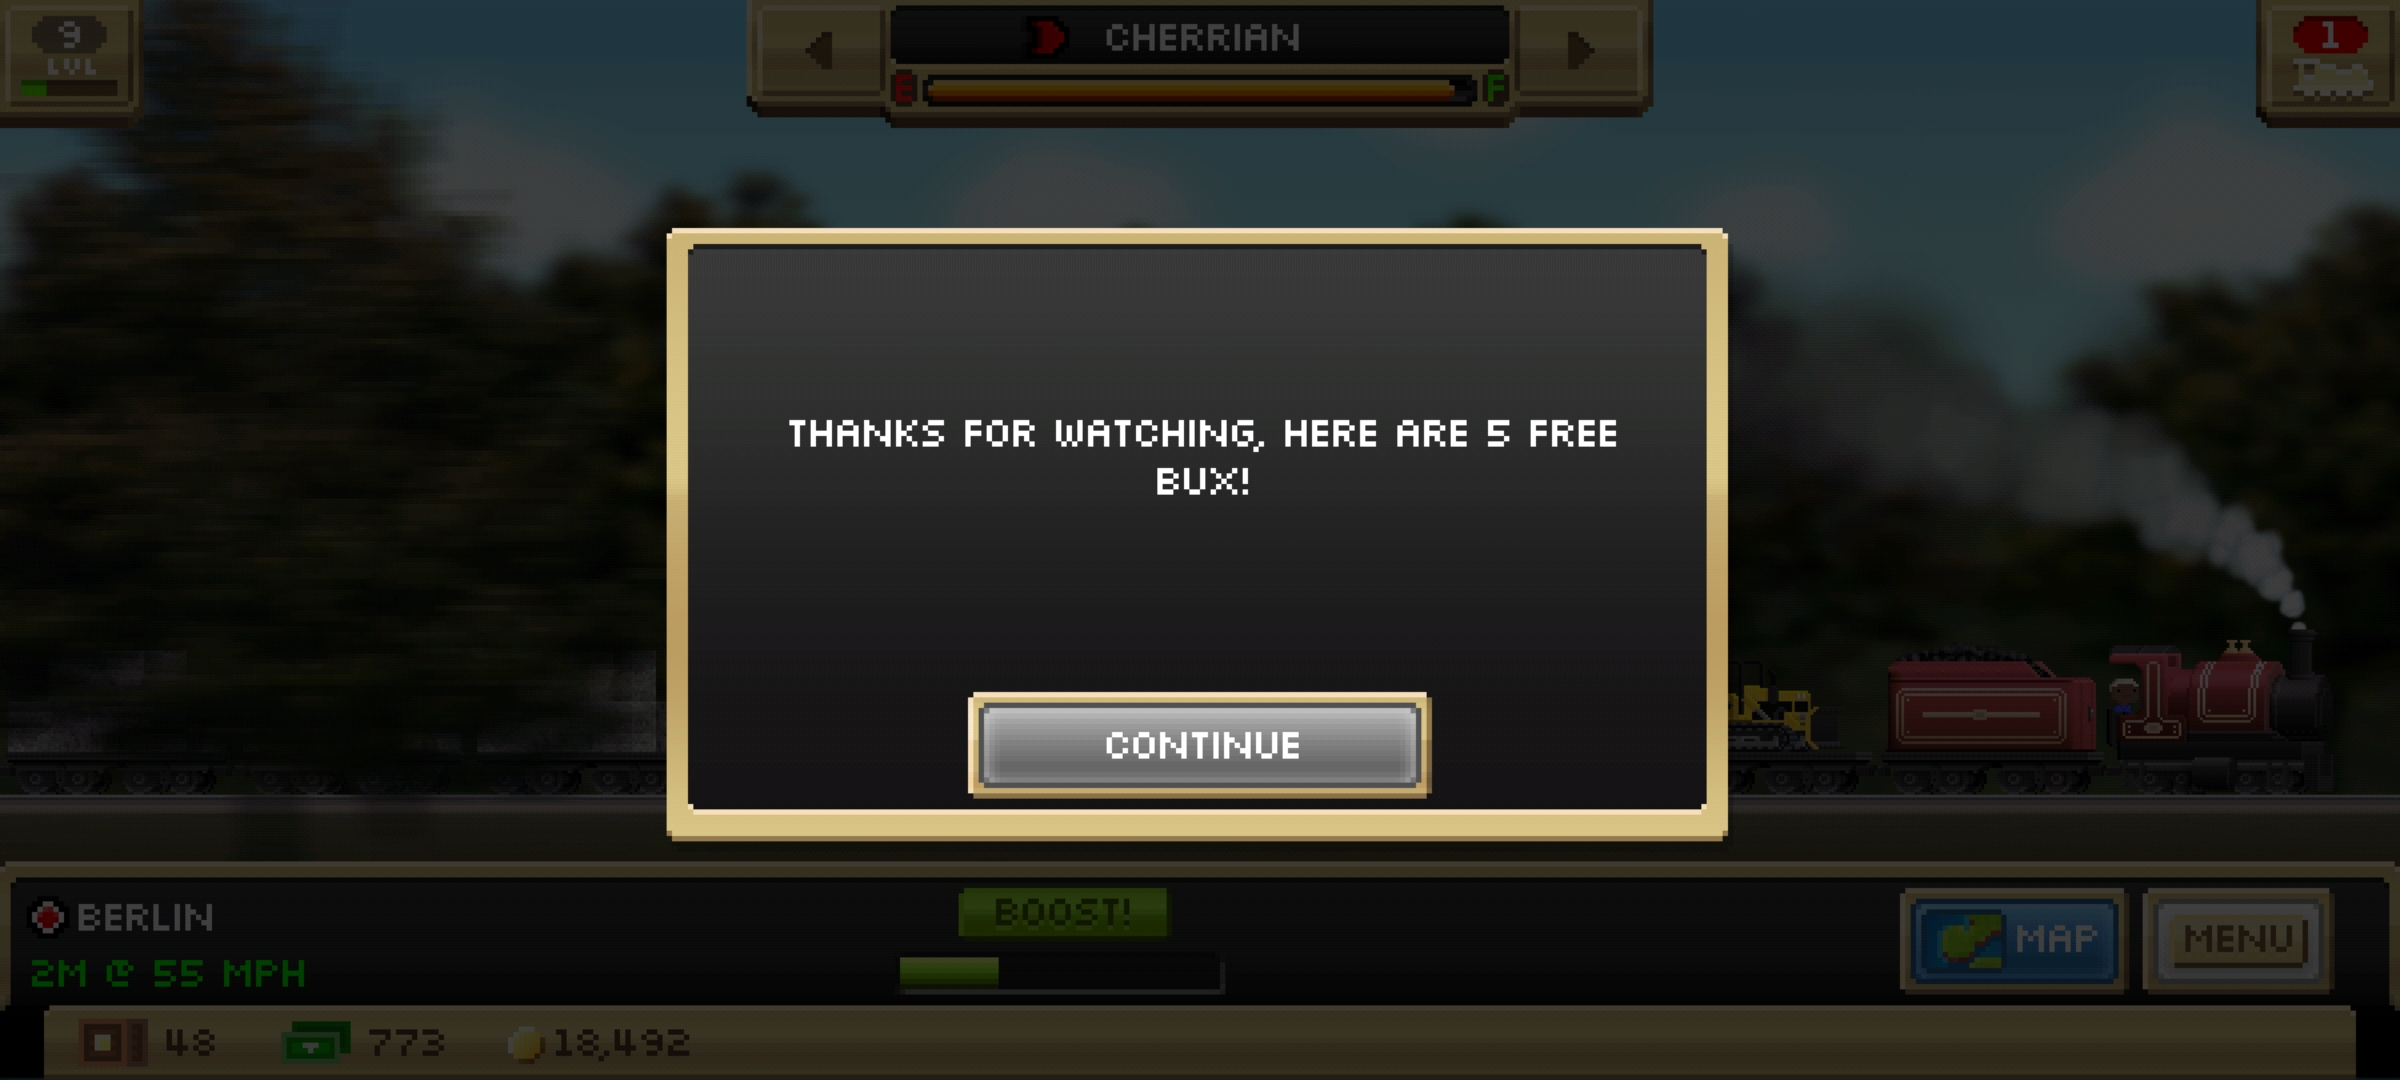 9
LVL
CHERRIAN
E
F
1
THANKS FOR WATCHING, HERE ARE 5 FREE
BUX!
CONTINUE
BERLIN
2M @ 55 MPH
BOOST!
MAP
MENU
48
773
18,492